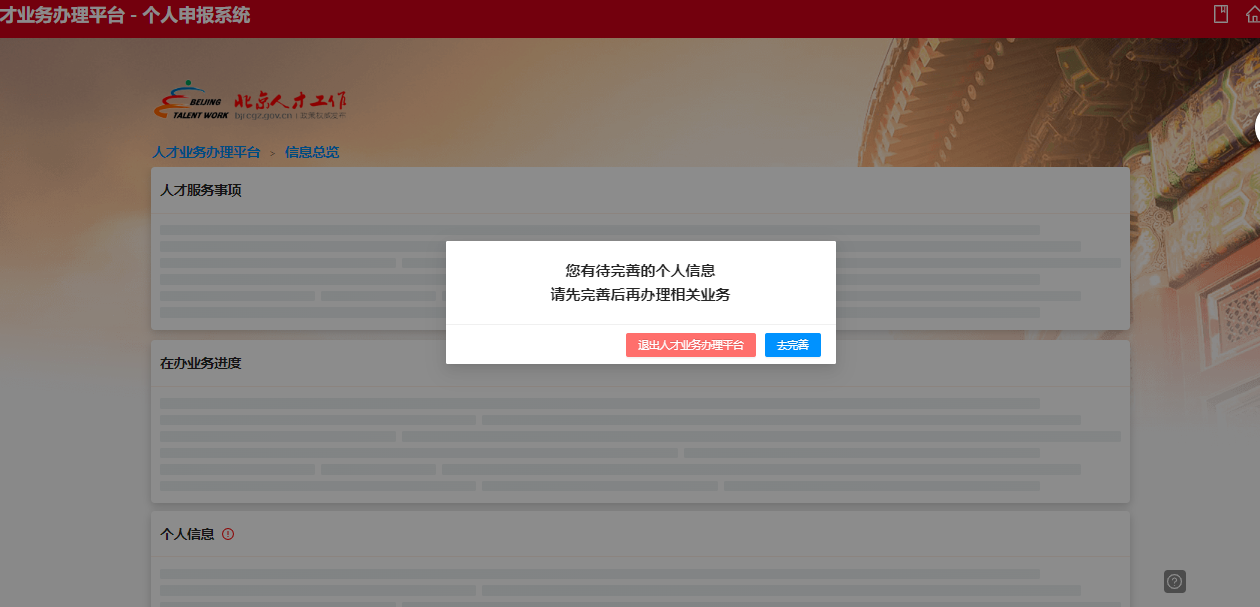 才业务办理平台 - 个人申报系统
BEIJING
TALENT WORK
北京人才工作
bjrcgz.gov.cn
人才业务办理平台 > 信息总览
人才服务事项
您有待完善的个人信息
请先完善后再办理相关业务
退出人才业务办理平台 去完善
在办业务进度
个人信息